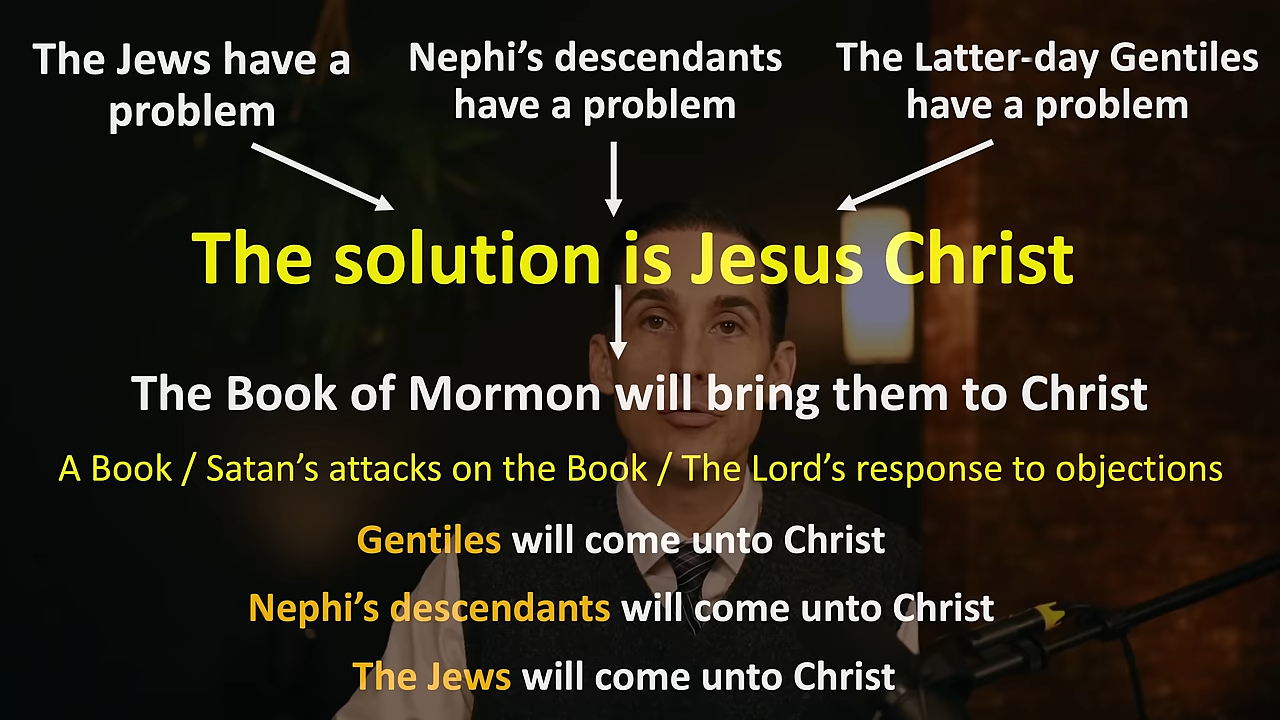 The Jews have a
problem
Nephi’s descendants
have a problem
The Latter-day Gentiles
have a problem
The solution is Jesus Christ
The Book of Mormon will bring them to Christ
A Book / Satan’s attacks on the Book / The Lord’s response to objections
Gentiles will come unto Christ
Nephi’s descendants will come unto Christ
The Jews will come unto Christ